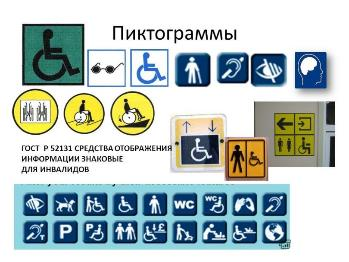 Пиктограммы
ГОСТ Р 52131 СРЕДСТВА ОТОБРАЖЕНИЯ
ИНФОРМАЦИИ ЗНАКОВЫЕ
ДЛЯ ИНВАЛИДОВ
WC
WC
T P P £